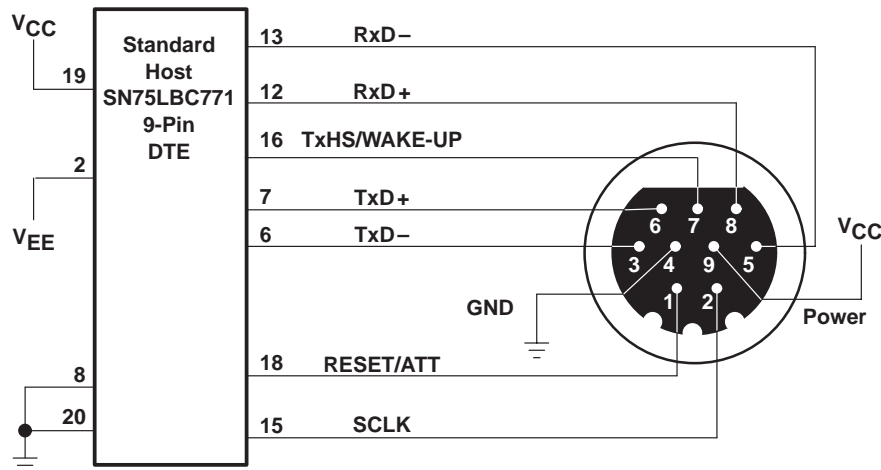 VCC
19
2
VEE
8
20
Standard
Host
SN75LBC771
9-Pin
DTE
13 RxD–
12 RxD+
16 TxHS/WAKE-UP
7 TxD+
6 TxD–
18 RESET/ATT
15 SCLK
GND
6 7 8
3 4 9 5
1 2
VCC
Power